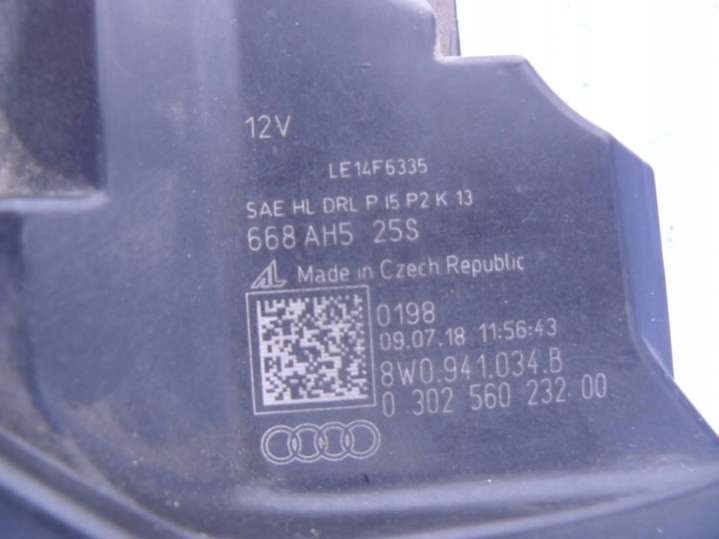 12V
LE14F6335
SAE HL DRL P I5 P2 K 13
668 AH5 25S
AL Made in Czech Republic
0198
09.07.18 11:56:43
8W0.941.034.B
0 302 560 232 00